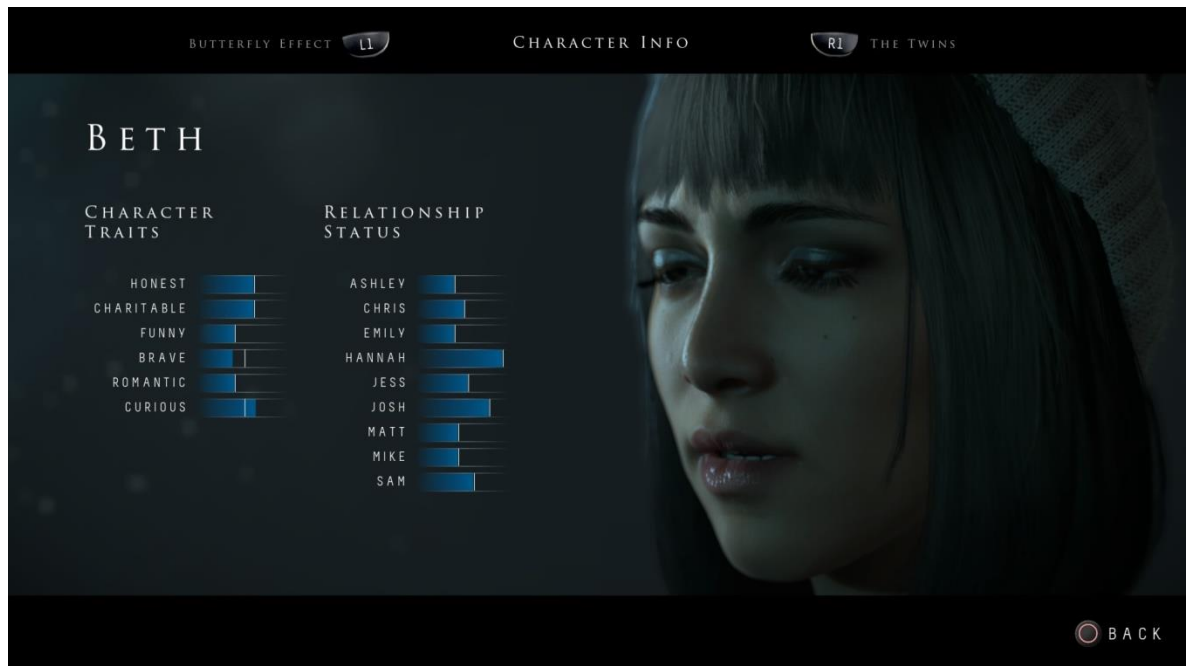 BUTTERFLY EFFECT L1
CHARACTER INFO
R1 THE TWINS
BETH
CHARACTER
TRAITS
HONEST
CHARITABLE
FUNNY
BRAVE
ROMANTIC
CURIOUS
RELATIONSHIP
STATUS
ASHLEY
CHRIS
EMILY
HANNAH
JESS
JOSH
MATT
MIKE
SAM
BACK